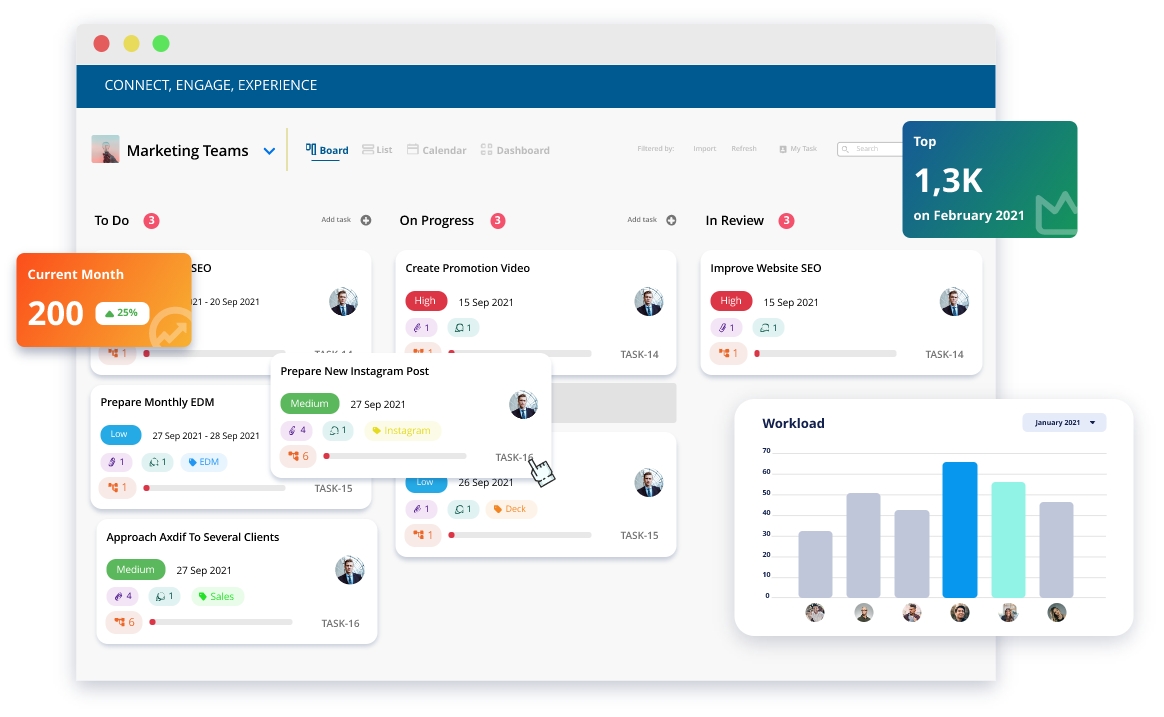 CONNECT, ENGAGE, EXPERIENCE
Marketing Teams
Board
List
Calendar
Dashboard
Filtered by:
Import
Refresh
My Task
Search
Top
1,3K
on February 2021
To Do
3
Add task
On Progress
3
Add task
In Review
3
Current Month
200
25%
SEO
21 - 20 Sep 2021
1
TASK-14
Prepare Monthly EDM
Low
27 Sep 2021 - 28 Sep 2021
1
1
EDM
1
TASK-15
Approach Axdif To Several Clients
Medium
27 Sep 2021
4
1
Sales
6
TASK-16
Prepare New Instagram Post
Medium
27 Sep 2021
4
1
Instagram
6
TASK-16
Create Promotion Video
High
15 Sep 2021
1
1
1
TASK-14
Low
26 Sep 2021
1
1
Deck
1
TASK-15
Improve Website SEO
High
15 Sep 2021
1
1
1
TASK-14
Workload
January 2021
70
60
50
40
30
20
10
0